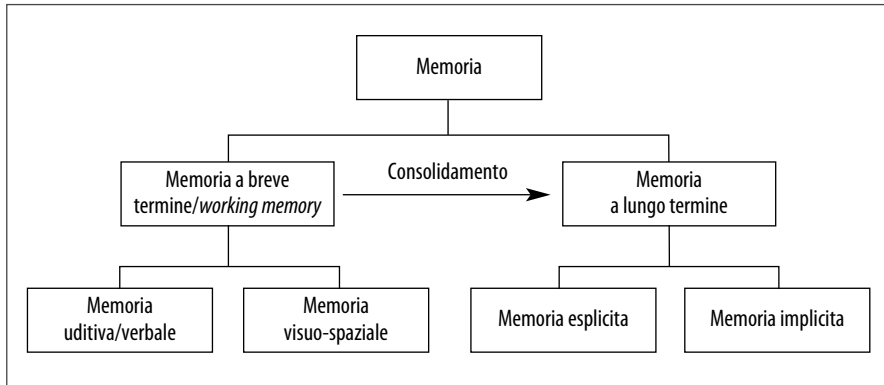 Memoria
Memoria a breve
termine/working memory
Consolidamento
Memoria
a lungo termine
Memoria
uditiva/verbale
Memoria
visuo-spaziale
Memoria esplicita
Memoria implicita